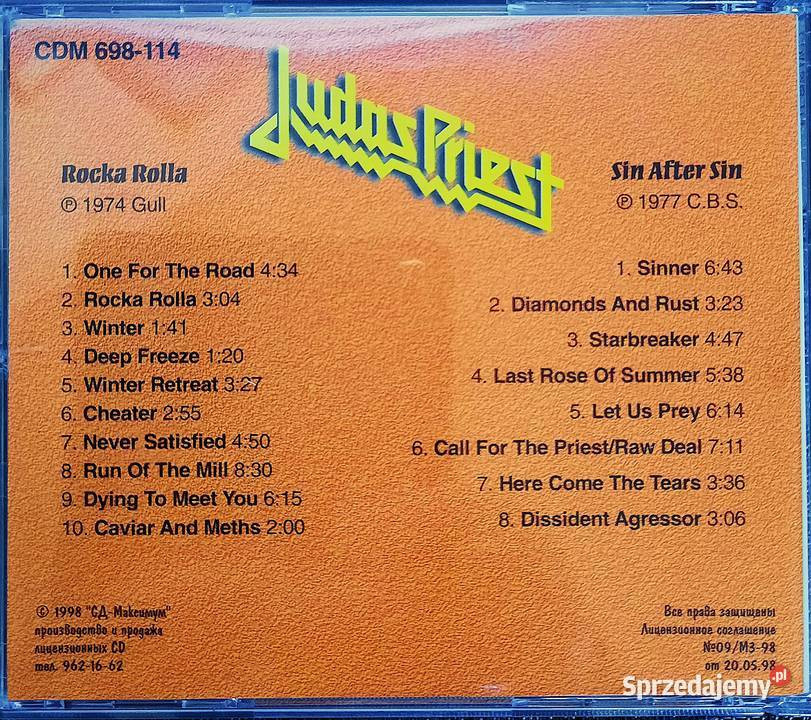 CDM 698-114
Judas Priest
Rocka Rolla
℗ 1974 Gull
1. One For The Road 4:34
2. Rocka Rolla 3:04
3. Winter 1:41
4. Deep Freeze 1:20
5. Winter Retreat 3:27
6. Cheater 2:55
7. Never Satisfied 4:50
8. Run Of The Mill 8:30
9. Dying To Meet You 6:15
10. Caviar And Meths 2:00
Sin After Sin
℗ 1977 C.B.S.
1. Sinner 6:43
2. Diamonds And Rust 3:23
3. Starbreaker 4:47
4. Last Rose Of Summer 5:38
5. Let Us Prey 6:14
6. Call For The Priest/Raw Deal 7:11
7. Here Come The Tears 3:36
8. Dissident Agressor 3:06
© 1998 "СД-Максимум"
производство и продажа
лицензионных CD
тел. 962-16-62
Все права защищены
Лицензионное соглашение
№09/МЗ-98
от 20.05.98
Sprzedajemy.pl